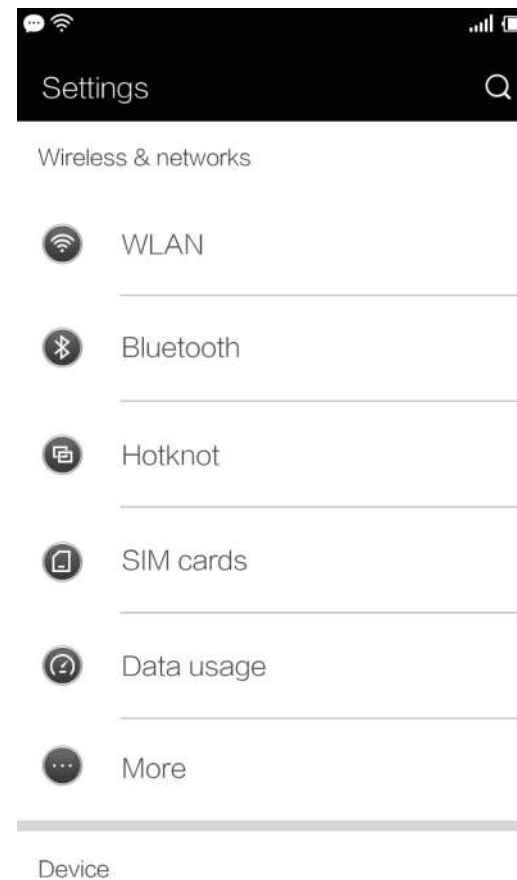 Settings
Wireless & networks
WLAN
Bluetooth
Hotknot
SIM cards
Data usage
More
Device